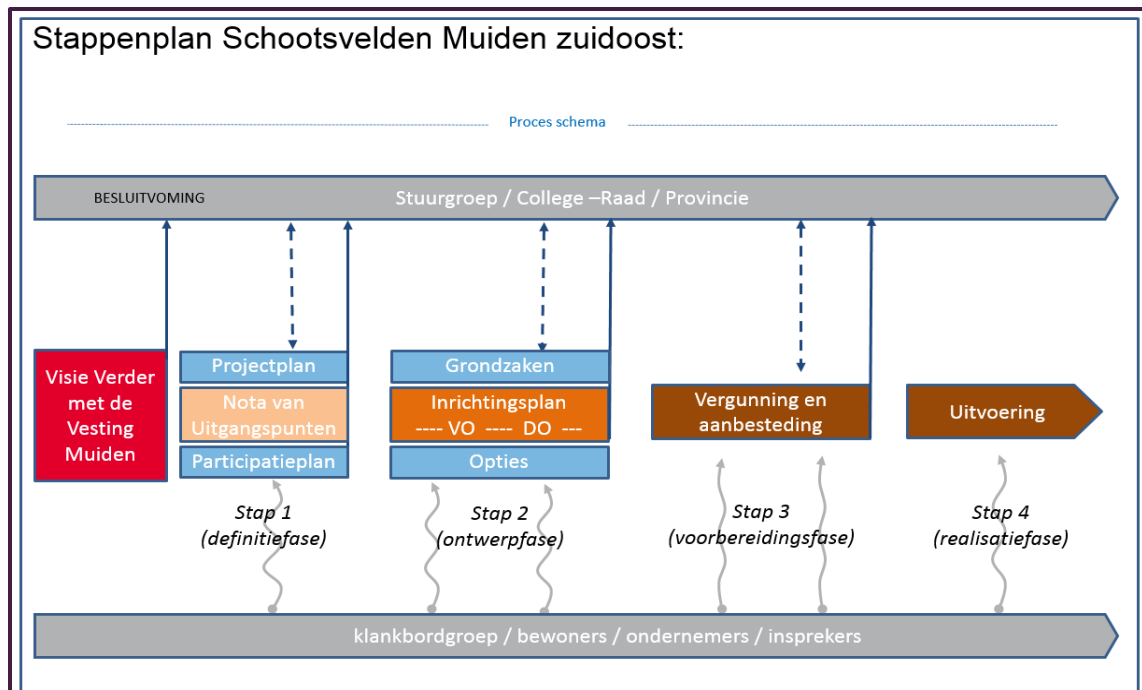 Stappenplan Schootsvelden Muiden zuidoost:
Proces schema
BESLUITVOMING
Stuurgroep / College –Raad / Provincie
Visie Verder
met de
Vesting
Muiden
Projectplan
Nota van
Uitgangspunten
Participatieplan
Grondzaken
Inrichtingsplan
---- VO ---- DO ---
Opties
Vergunning en
aanbesteding
Uitvoering
Stap 1
(definitiefase)
Stap 2
(ontwerpfase)
Stap 3
(voorbereidingsfase)
Stap 4
(realisatiefase)
klankbordgroep / bewoners / ondernemers / insprekers